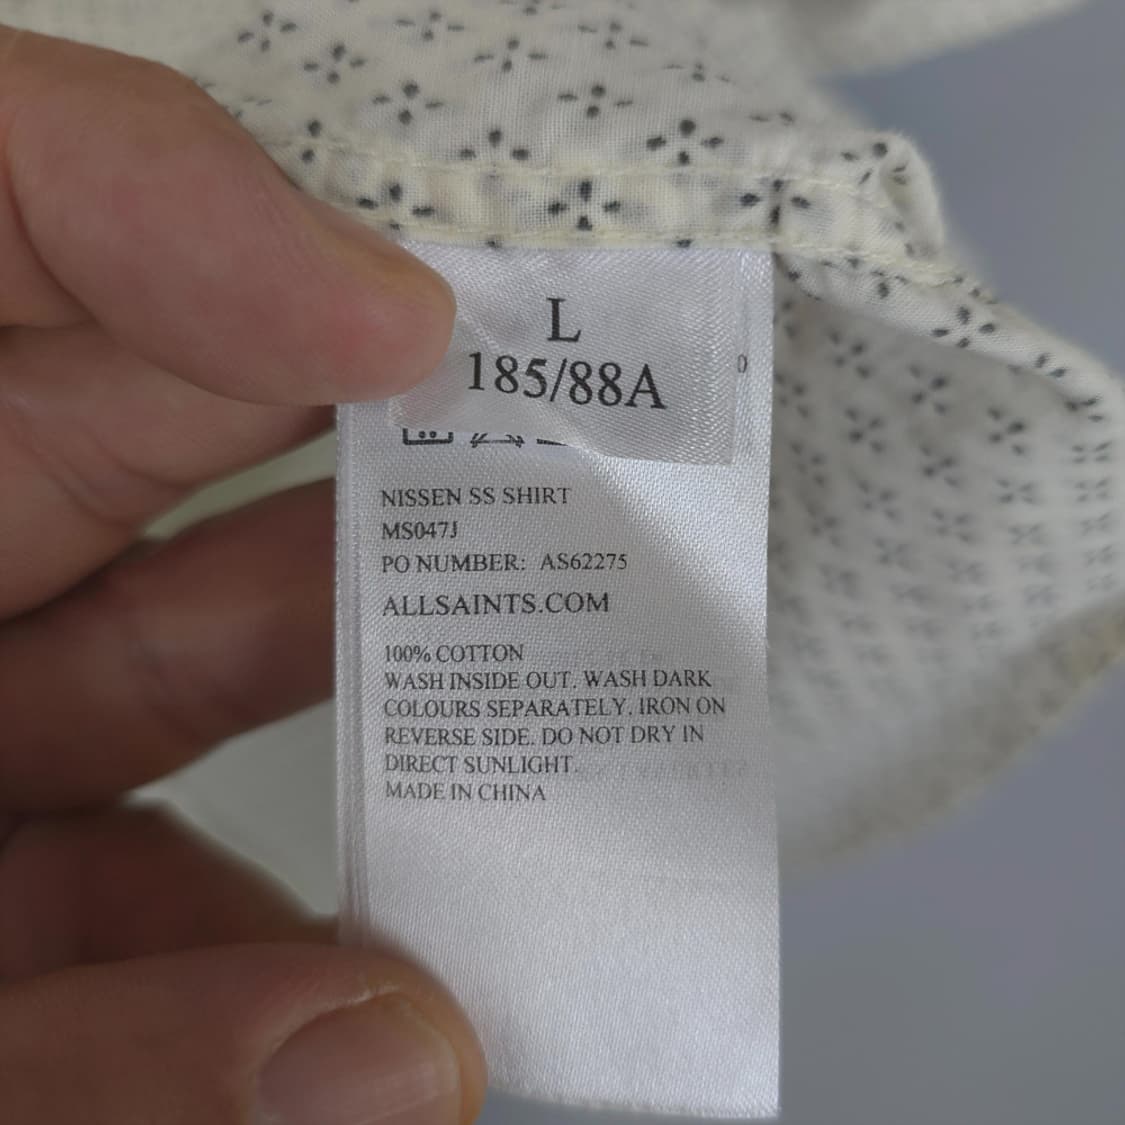 L
185/88A
NISSEN SS SHIRT
MS047J
PO NUMBER: AS62275
ALLSAINTS.COM
100% COTTON
WASH INSIDE OUT. WASH DARK
COLOURS SEPARATELY. IRON ON
REVERSE SIDE. DO NOT DRY IN
DIRECT SUNLIGHT.
MADE IN CHINA